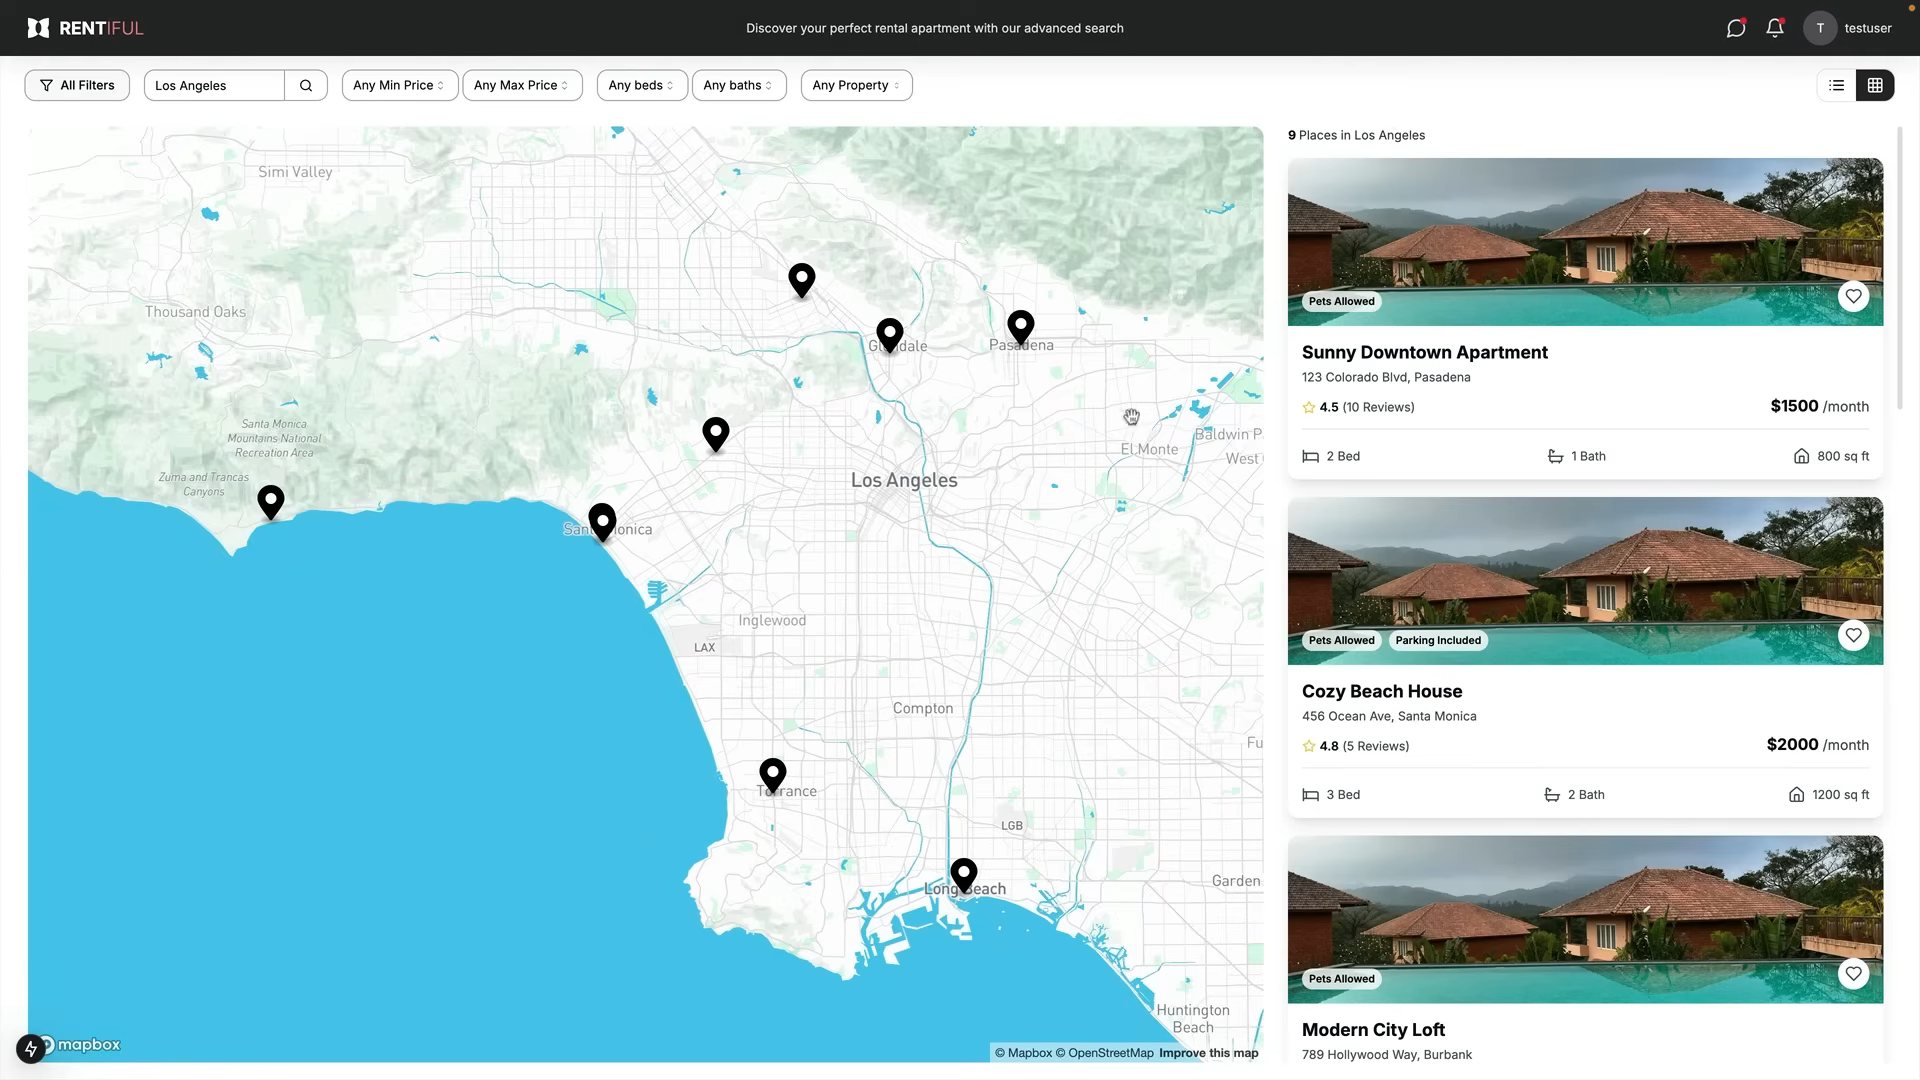 RENTIFUL
Discover your perfect rental apartment with our advanced search
T
testuser
All Filters
Los Angeles
Any Min Price
Any Max Price
Any beds
Any baths
Any Property
Simi Valley
Thousand Oaks
Glendale
Pasadena
Santa Monica
Mountains National
Recreation Area
El Monte
Baldwin P
West
Zuma and Trancas
Canyons
Los Angeles
Santa Monica
Inglewood
LAX
Compton
Fu
Torrance
LGB
Long Beach
Garden
Huntington
Beach
mapbox
© Mapbox © OpenStreetMap Improve this map
9 Places in Los Angeles
Pets Allowed
Sunny Downtown Apartment
123 Colorado Blvd, Pasadena
4.5 (10 Reviews)
$1500 /month
2 Bed
1 Bath
800 sq ft
Pets Allowed
Parking Included
Cozy Beach House
456 Ocean Ave, Santa Monica
4.8 (5 Reviews)
$2000 /month
3 Bed
2 Bath
1200 sq ft
Pets Allowed
Modern City Loft
789 Hollywood Way, Burbank